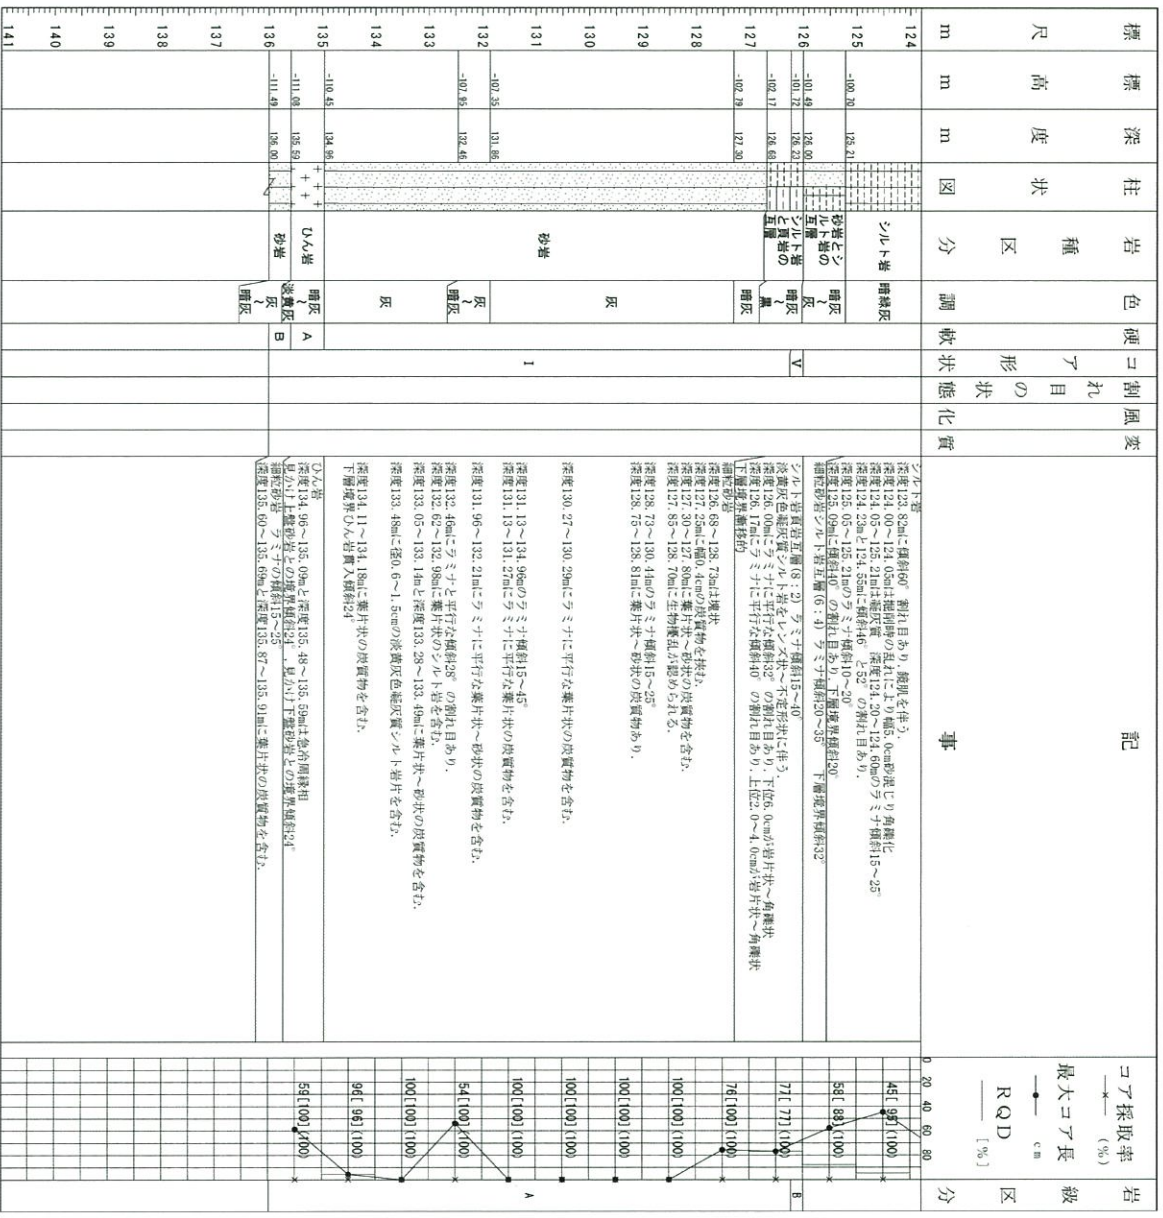 標尺 m
標高 m
深度 m
柱状図
岩種区分
色調
硬軟
コア形状
割れ目の状態
風化
変質
記事
コア採取率 (%)
最大コア長 cm
RQD [%]
岩級区分
124
125
126
127
128
129
130
131
132
133
134
135
136
137
138
139
140
141
-100.70
-101.49
-101.72
-102.17
-102.79
-107.35
-107.95
-110.45
-111.08
-111.49
125.21
126.00
126.23
126.68
127.30
131.86
132.46
134.96
135.59
136.00
シルト岩
砂岩とシルト岩の互層
シルト岩と頁岩の互層
砂岩
ひん岩
砂岩
暗緑灰
灰~暗灰
暗灰~黒
暗灰
灰
灰~暗灰
灰
暗灰~淡黄灰
灰~暗灰
A
B
V
I
シルト岩
深度123.82mに傾斜60°割れ目あり, 鏡肌を伴う.
深度124.00~124.05mは掘削時の乱れにより幅5.0cm砂混じり角礫化
深度124.05~125.21mは凝灰質 深度124.20~124.60mのラミナ傾斜15~25°
深度124.23mと124.55mに傾斜46°と52°の割れ目あり.
深度125.05~125.21mのラミナ傾斜10~20°
深度125.09mに傾斜40°の割れ目あり, 下層境界傾斜20°
細粒砂岩シルト岩互層(6:4) ラミナ傾斜20~35° 下層境界傾斜32°
シルト岩頁岩互層(8:2) ラミナ傾斜15~40°
淡黄灰色凝灰質シルト岩をレンズ状~不定形状に伴う.
深度126.00mにラミナに平行な傾斜32°の割れ目あり, 下位6.0cmが岩片状~角礫状
深度126.17mにラミナに平行な傾斜40°の割れ目あり, 上位2.0~4.0cmが岩片状~角礫状
下層境界漸移的
細粒砂岩
深度126.68~128.73mは塊状
深度127.25mに幅0.4cmの炭質物を挟む.
深度127.30~127.80mに葉片状~砂状の炭質物を含む.
深度127.85~128.70mに生物擾乱が認められる.
深度128.73~130.44mのラミナ傾斜15~25°
深度128.75~128.81mに葉片状~砂状の炭質物あり.
深度130.27~130.29mにラミナに平行な葉片状の炭質物を含む.
深度131.13~134.96mのラミナ傾斜15~45°
深度131.13~131.27mにラミナに平行な葉片状の炭質物を含む.
深度131.96~132.21mにラミナに平行な葉片状~砂状の炭質物を含む.
深度132.46mにラミナと平行な傾斜28°の割れ目あり.
深度132.62~132.98mに葉片状のシルト岩を含む.
深度133.05~133.14mと深度133.28~133.49mに葉片状~砂状の炭質物を含む.
深度133.48mに径0.6~1.5cmの淡黄灰色凝灰質シルト岩片を含む.
深度134.11~134.18mに葉片状の炭質物を含む.
下層境界ひん岩貫入傾斜24°
ひん岩
深度134.96~135.09mと深度135.48~135.59mは急冷周縁相
見かけ上盤砂岩との境界傾斜24°, 見かけ下盤砂岩との境界傾斜24°
細粒砂岩 ラミナの傾斜15~25°
深度135.60~135.69mと深度135.87~135.91mに葉片状の炭質物を含む.
0 20 40 60 80
45[ 95](100)
58[ 88](100)
77[ 77](100)
76[100](100)
100[100](100)
100[100](100)
100[100](100)
100[100](100)
54[100](100)
100[100](100)
96[ 96](100)
59[100](100)
B
A